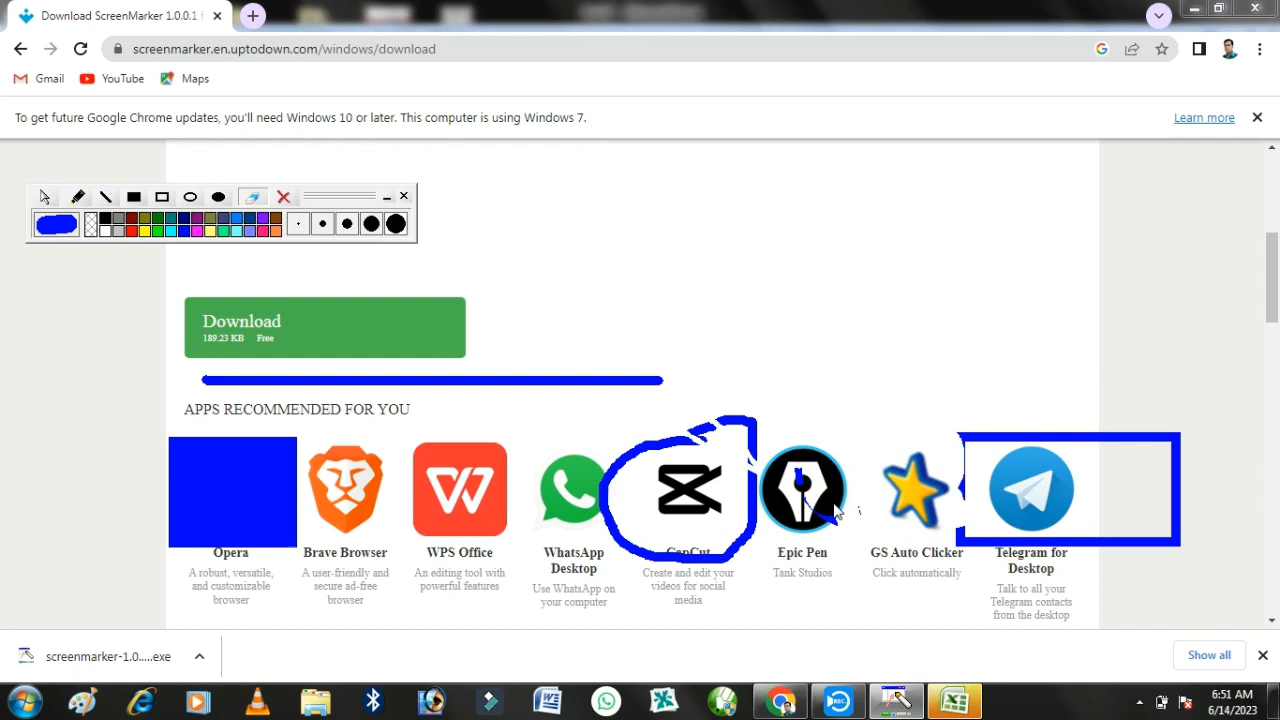 Download ScreenMarker 1.0.0.1 f
screenmarker.en.uptodown.com/windows/download
Gmail YouTube Maps
To get future Google Chrome updates, you'll need Windows 10 or later. This computer is using Windows 7. Learn more
Download
189.23 KB Free
APPS RECOMMENDED FOR YOU
Opera
A robust, versatile,
and customizable
browser
Brave Browser
A user-friendly and
secure ad-free
browser
WPS Office
An editing tool with
powerful features
WhatsApp
Desktop
Use WhatsApp on
your computer
CapCut
Create and edit your
videos for social
media
Epic Pen
Tank Studios
GS Auto Clicker
Click automatically
Telegram for
Desktop
Talk to all your
Telegram contacts
from the desktop
screenmarker-1.0.....exe
Show all
REC
6:51 AM
6/14/2023